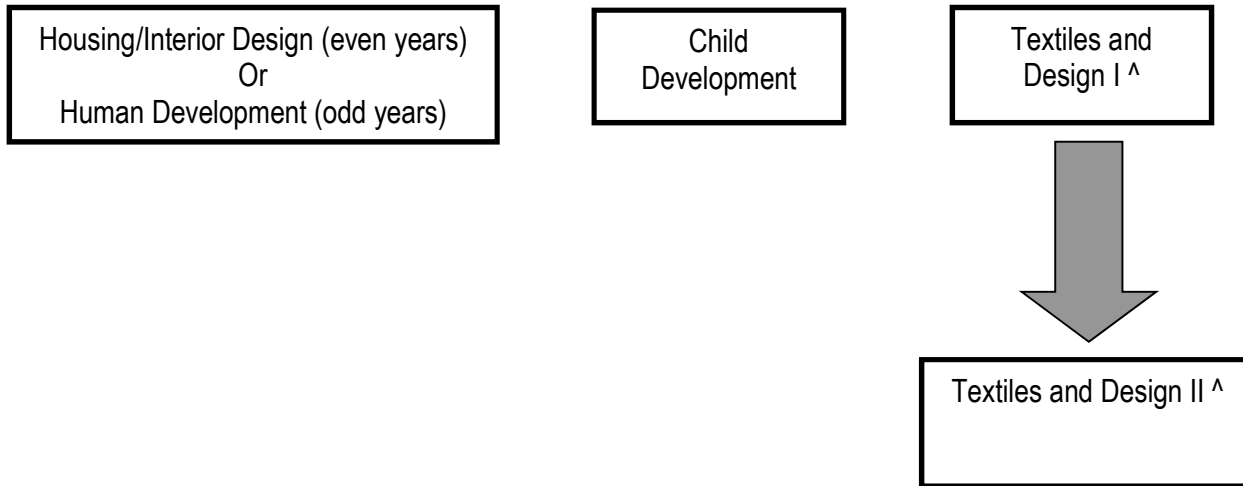 Housing/Interior Design (even years)
Or
Human Development (odd years)
Child
Development
Textiles and
Design I ^
Textiles and Design II ^